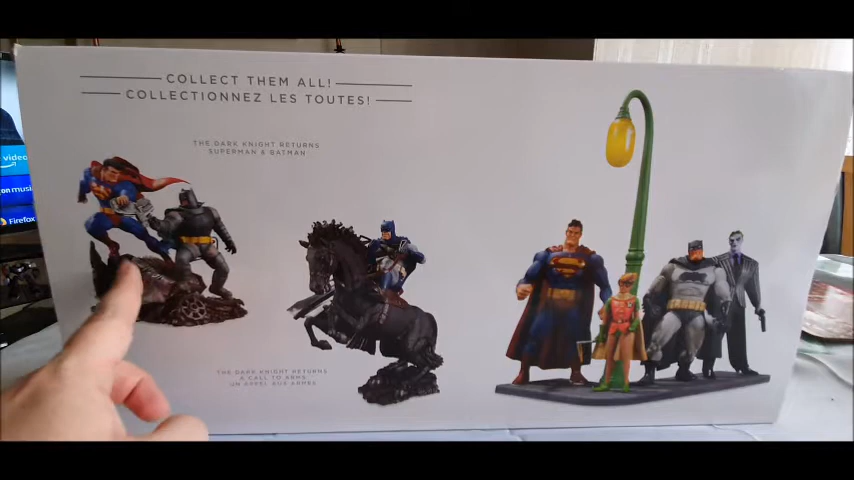 COLLECT THEM ALL!
COLLECTIONNEZ LES TOUTES!
THE DARK KNIGHT RETURNS
SUPERMAN & BATMAN
THE DARK KNIGHT RETURNS
A CALL TO ARMS
UN APPEL AUX ARMES
video
on music
Firefox